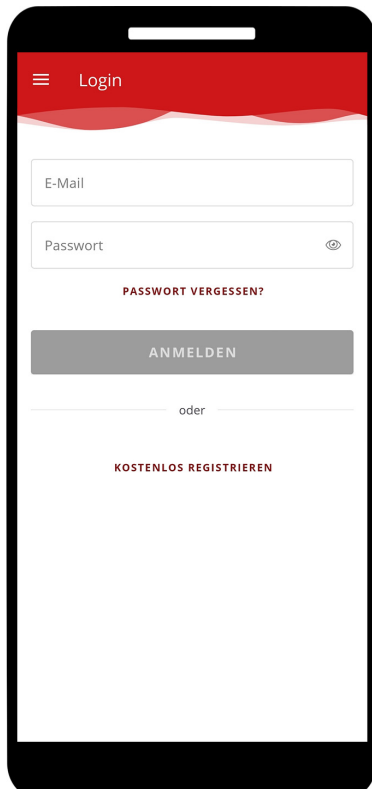 Login
E-Mail
Passwort
PASSWORT VERGESSEN?
ANMELDEN
oder
KOSTENLOS REGISTRIEREN